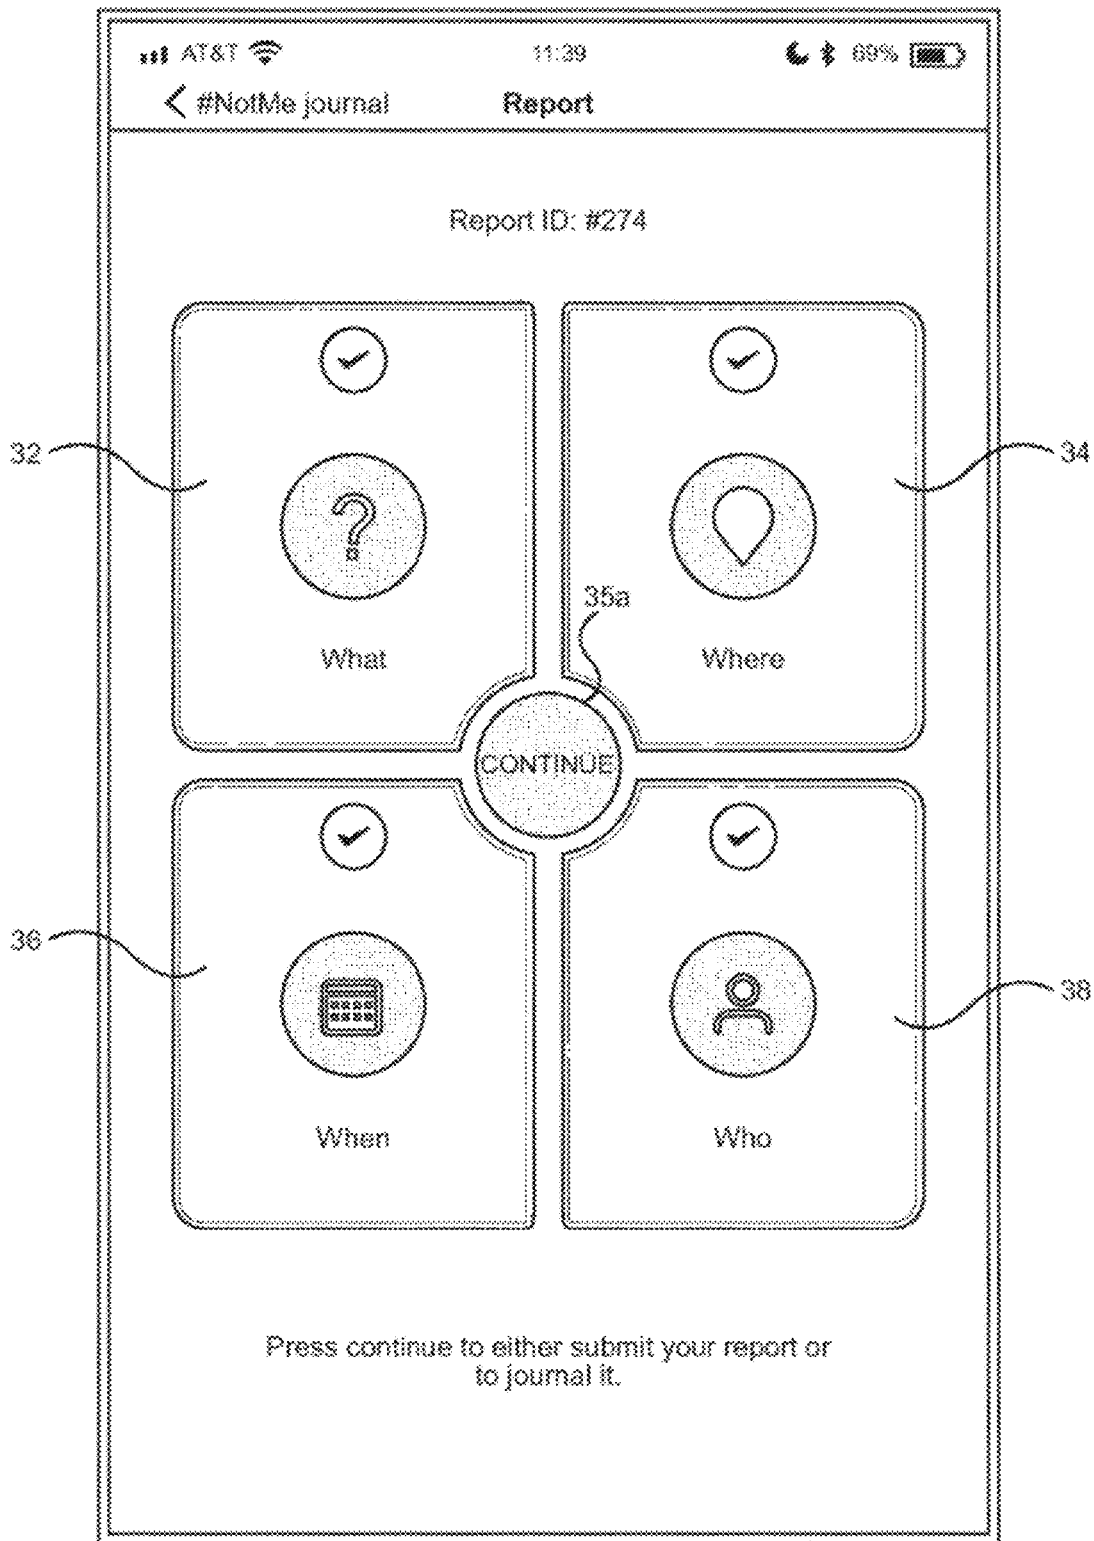 AT&T 11:39 69%
#NotMe journal Report
Report ID: #274
32
34
35a
What Where
CONTINUE
36
38
When Who
Press continue to either submit your report or
to journal it.